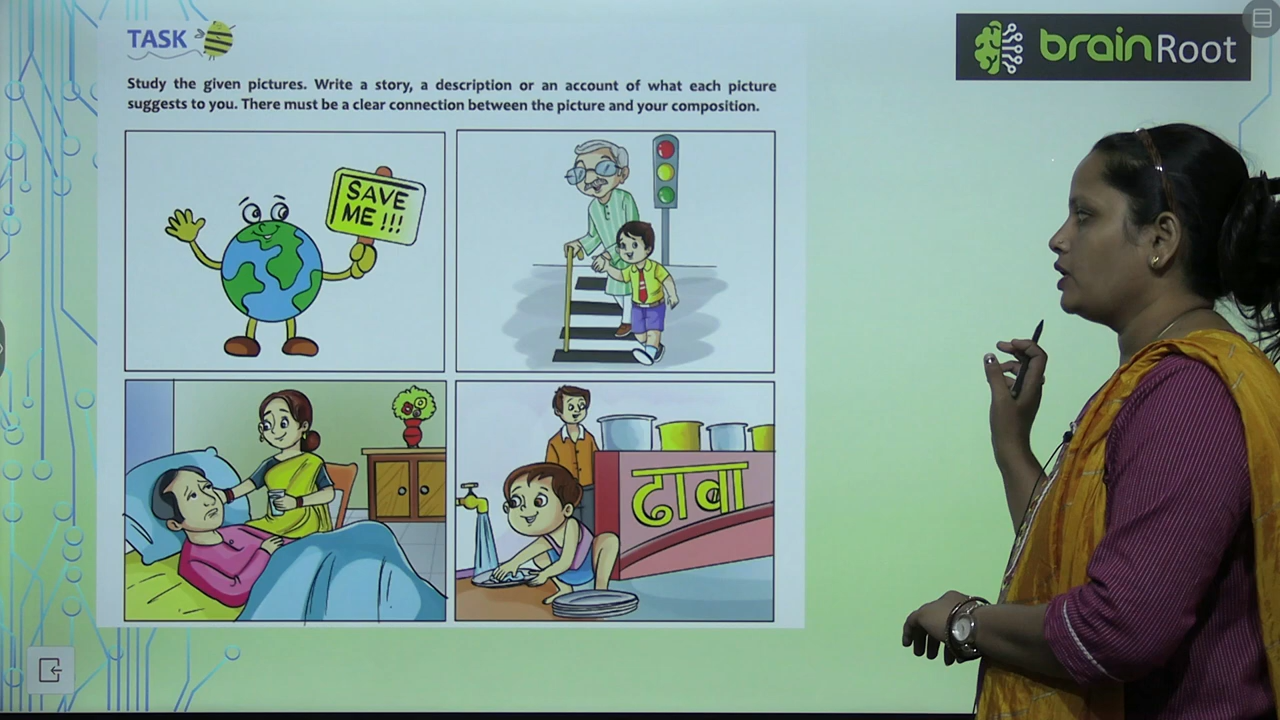 TASK
brainRoot
Study the given pictures. Write a story, a description or an account of what each picture
suggests to you. There must be a clear connection between the picture and your composition.
SAVE
ME !!!
ढाबा